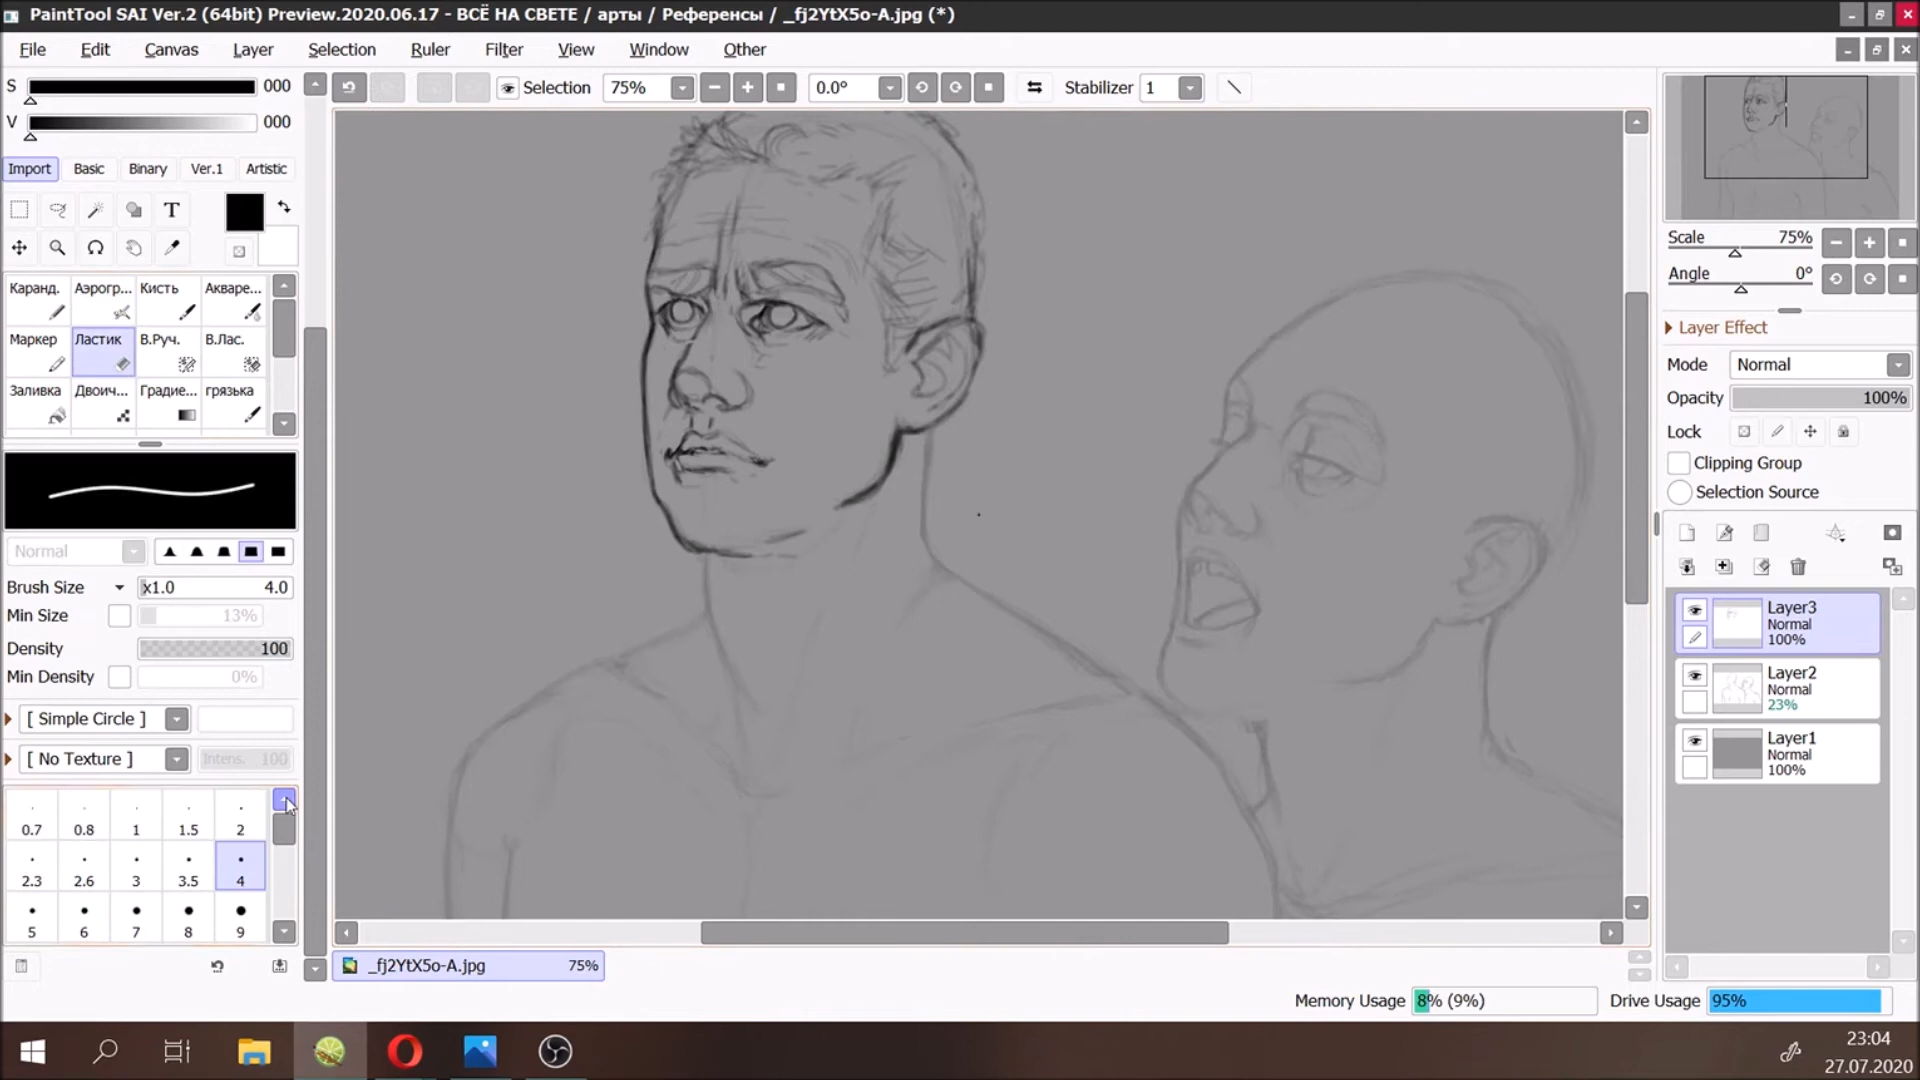 PaintTool SAI Ver.2 (64bit) Preview.2020.06.17 - ВСЁ НА СВЕТЕ / арты / Референсы / _fj2YtX5o-A.jpg (*)
File Edit Canvas Layer Selection Ruler Filter View Window Other
S 000
V 000
Selection 75% 0.0° Stabilizer 1
Import Basic Binary Ver.1 Artistic
T
Каранд. Аэрогр... Кисть Акваре...
Маркер Ластик В.Руч. В.Лас.
Заливка Двоич... Градие... грязька
Normal
Brush Size x1.0 4.0
Min Size 13%
Density 100
Min Density 0%
[ Simple Circle ]
[ No Texture ] Intens. 100
0.7 0.8 1 1.5 2
2.3 2.6 3 3.5 4
5 6 7 8 9
_fj2YtX5o-A.jpg 75%
Scale 75%
Angle 0°
Layer Effect
Mode Normal
Opacity 100%
Lock
Clipping Group
Selection Source
Layer3
Normal
100%
Layer2
Normal
23%
Layer1
Normal
100%
Memory Usage 8% (9%) Drive Usage 95%
23:04
27.07.2020